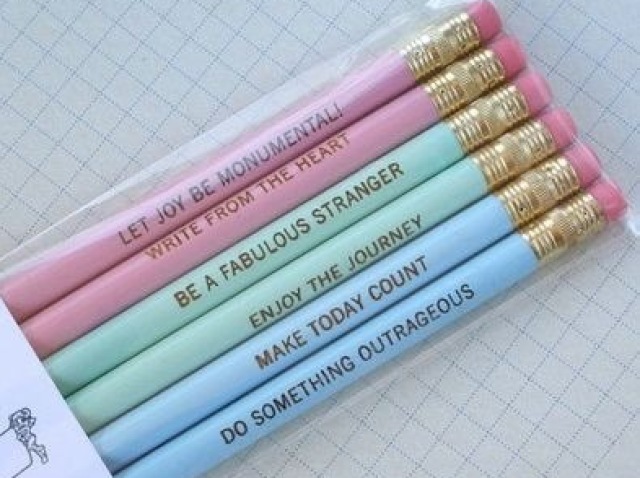 LET JOY BE MONUMENTAL!
WRITE FROM THE HEART
BE A FABULOUS STRANGER
ENJOY THE JOURNEY
MAKE TODAY COUNT
DO SOMETHING OUTRAGEOUS